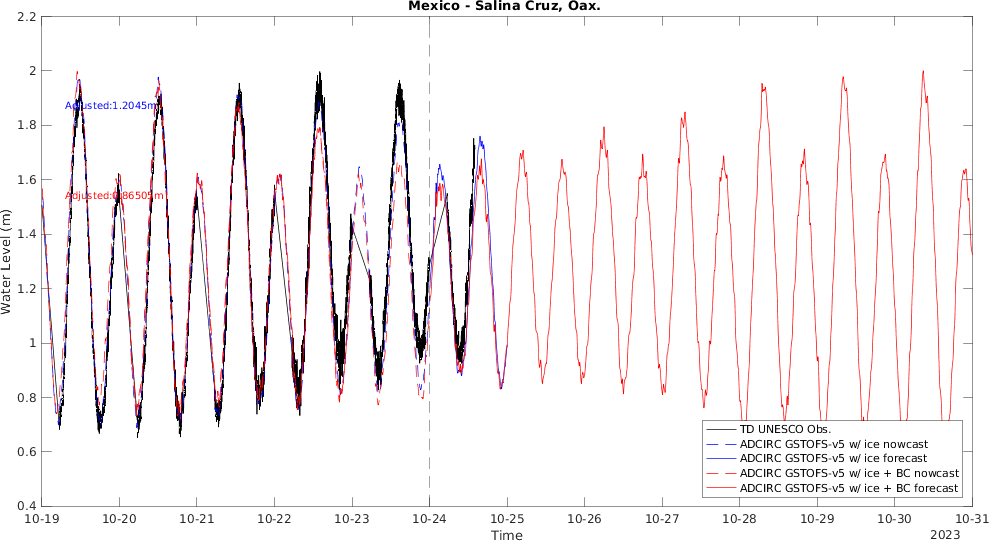 Mexico - Salina Cruz, Oax.
2.2
2
1.8
1.6
1.4
1.2
1
0.8
0.6
0.4
Water Level (m)
Adjusted:1.2045m
Adjusted:0.86505m
TD UNESCO Obs.
ADCIRC GSTOFS-v5 w/ ice nowcast
ADCIRC GSTOFS-v5 w/ ice forecast
ADCIRC GSTOFS-v5 w/ ice + BC nowcast
ADCIRC GSTOFS-v5 w/ ice + BC forecast
10-19 10-20 10-21 10-22 10-23 10-24 10-25 10-26 10-27 10-28 10-29 10-30 10-31
Time
2023